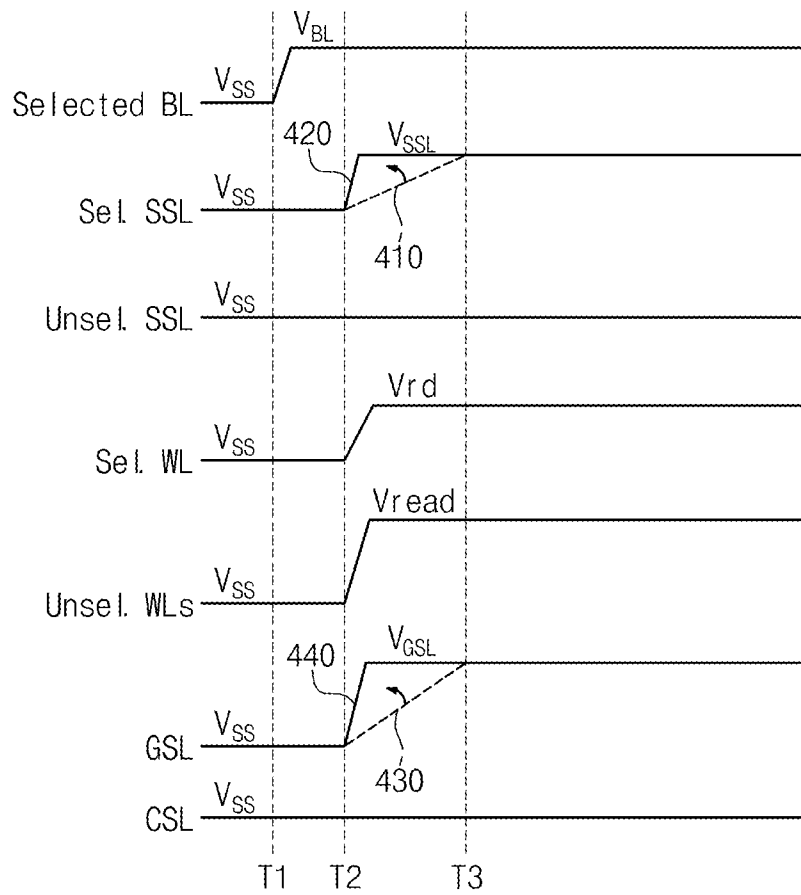 V_BL
V_SS
Selected BL
420
V_SSL
V_SS
Sel. SSL
410
V_SS
Unsel. SSL
Vrd
V_SS
Sel. WL
Vread
V_SS
Unsel. WLs
440
V_GSL
V_SS
GSL
430
V_SS
CSL
T1 T2 T3